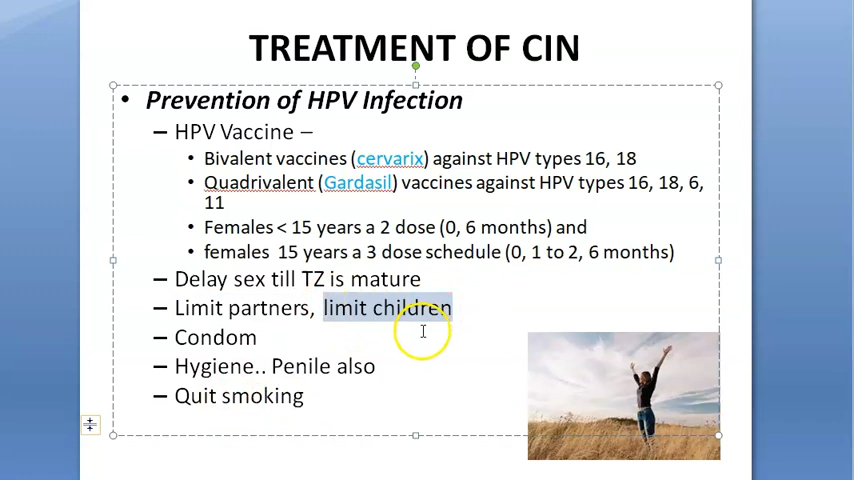 TREATMENT OF CIN
• Prevention of HPV Infection
– HPV Vaccine –
• Bivalent vaccines (cervarix) against HPV types 16, 18
• Quadrivalent (Gardasil) vaccines against HPV types 16, 18, 6,
11
• Females < 15 years a 2 dose (0, 6 months) and
• females  15 years a 3 dose schedule (0, 1 to 2, 6 months)
– Delay sex till TZ is mature
– Limit partners, limit children
– Condom
– Hygiene.. Penile also
– Quit smoking